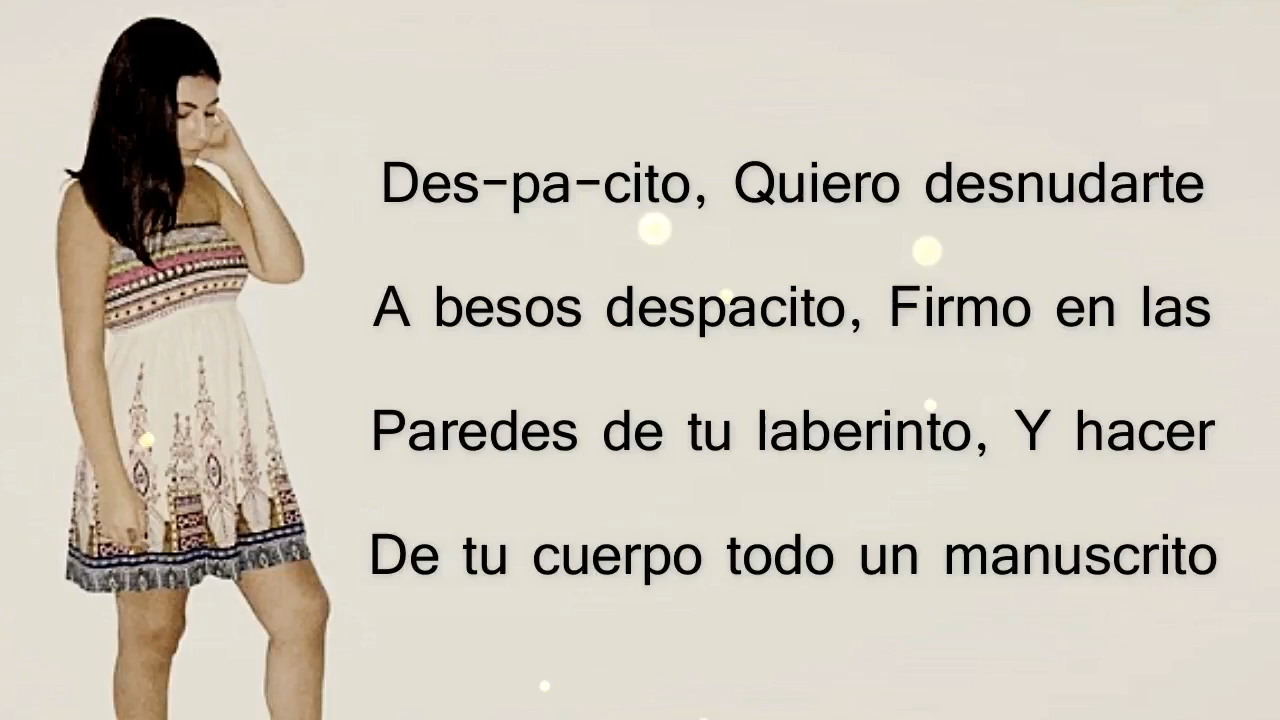 Des-pa-cito, Quiero desnudarte
A besos despacito, Firmo en las
Paredes de tu laberinto, Y hacer
De tu cuerpo todo un manuscrito